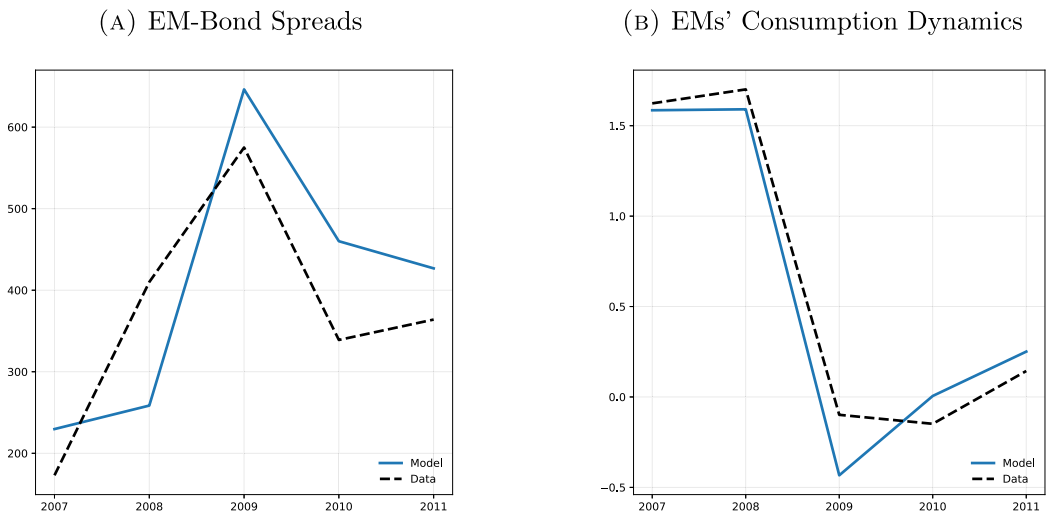 (A) EM-Bond Spreads
600
500
400
300
200
2007 2008 2009 2010 2011
Model
Data
(B) EMs' Consumption Dynamics
1.5
1.0
0.5
0.0
−0.5
2007 2008 2009 2010 2011
Model
Data